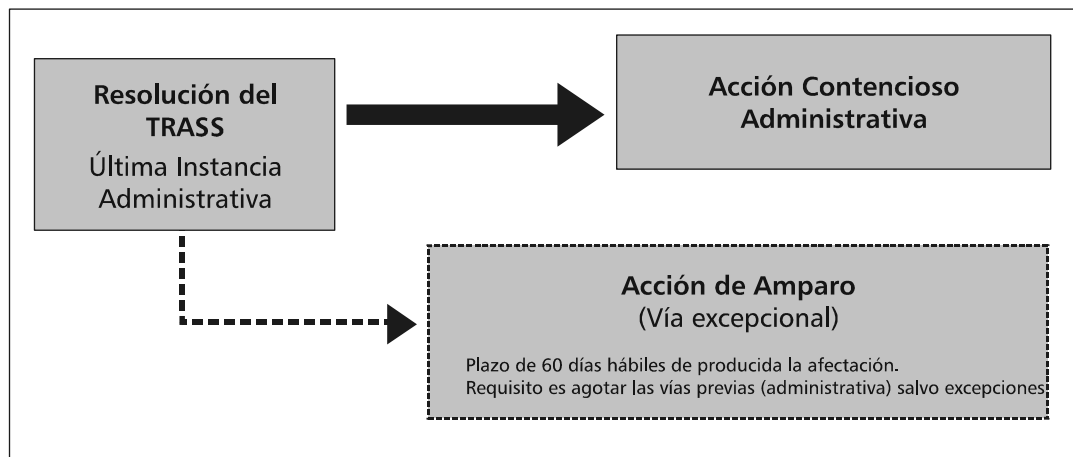 Resolución del
TRASS
Última Instancia
Administrativa
Acción Contencioso
Administrativa
Acción de Amparo
(Vía excepcional)
Plazo de 60 días hábiles de producida la afectación.
Requisito es agotar las vías previas (administrativa) salvo excepciones